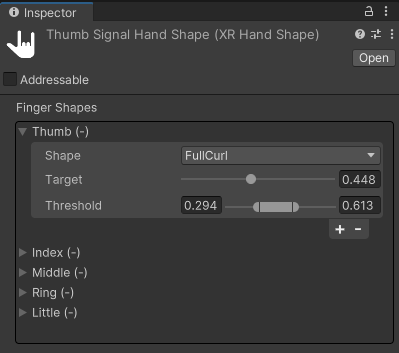 Inspector
Thumb Signal Hand Shape (XR Hand Shape)
Open
Addressable
Finger Shapes
Thumb (-)
Shape FullCurl
Target 0.448
Threshold 0.294 0.613
+ -
Index (-)
Middle (-)
Ring (-)
Little (-)